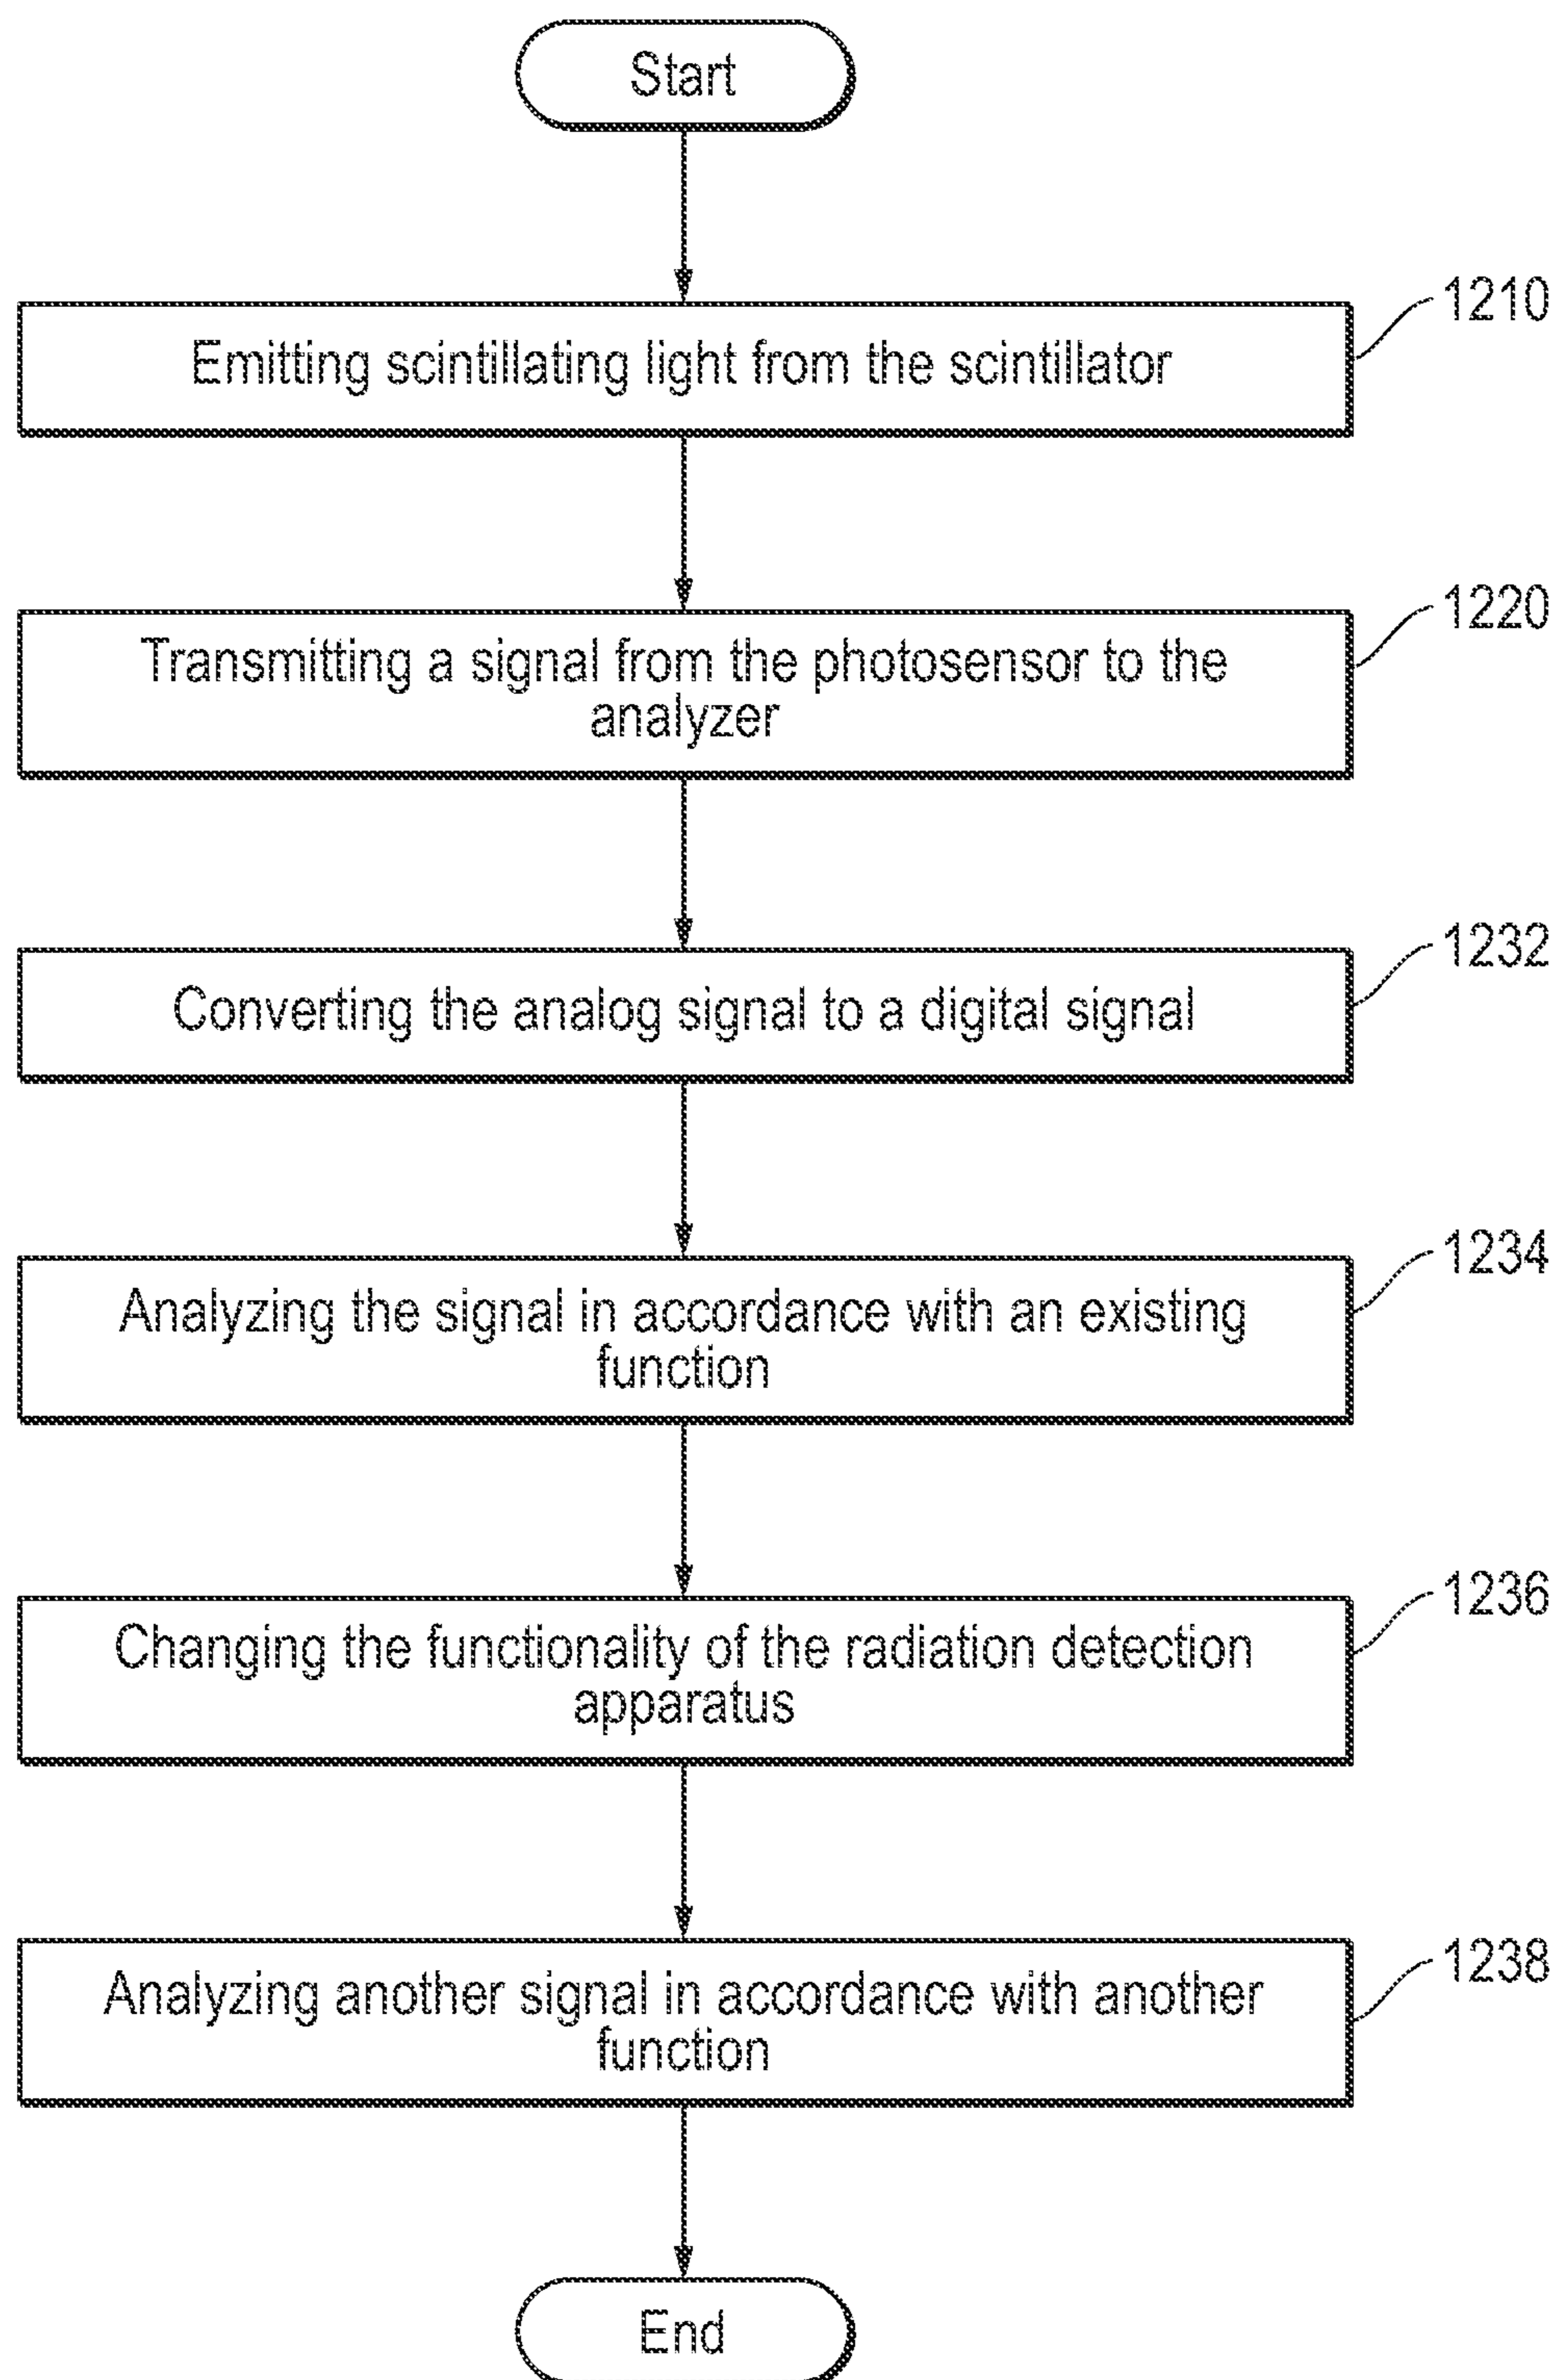 Start
1210
Emitting scintillating light from the scintillator
1220
Transmitting a signal from the photosensor to the
analyzer
1232
Converting the analog signal to a digital signal
1234
Analyzing the signal in accordance with an existing
function
1236
Changing the functionality of the radiation detection
apparatus
1238
Analyzing another signal in accordance with another
function
End